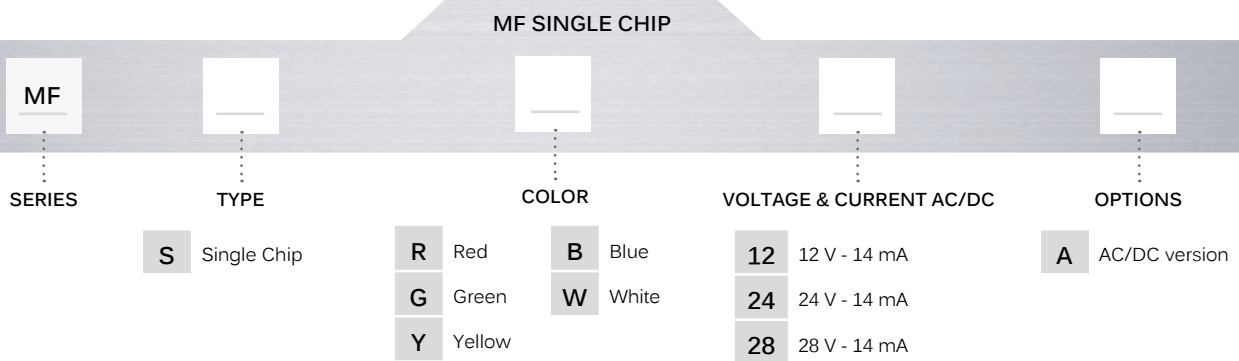 MF SINGLE CHIP
MF
SERIES
TYPE
COLOR
VOLTAGE & CURRENT AC/DC
OPTIONS
S Single Chip
R Red
B Blue
12 12 V - 14 mA
A AC/DC version
G Green
W White
24 24 V - 14 mA
Y Yellow
28 28 V - 14 mA